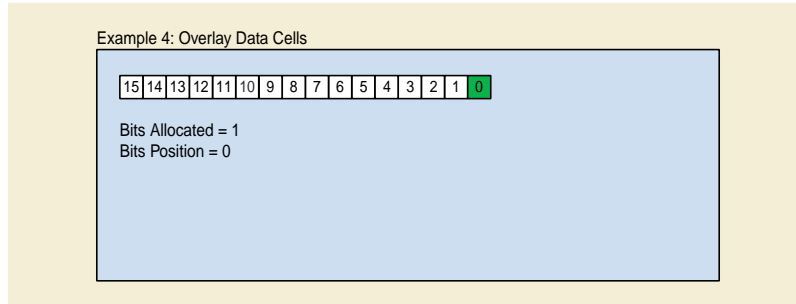 Example 4: Overlay Data Cells
15 14 13 12 11 10 9 8 7 6 5 4 3 2 1 0
Bits Allocated = 1
Bits Position = 0